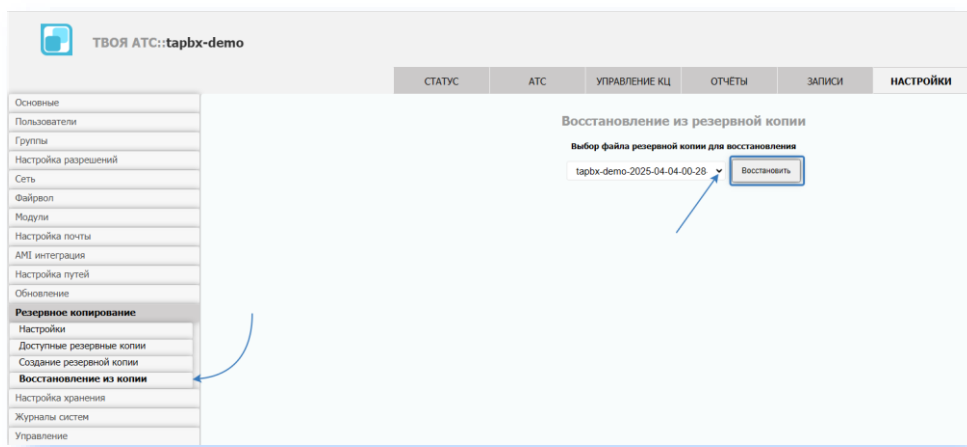 ТВОЯ АТС::tapbx-demo
СТАТУС АТС УПРАВЛЕНИЕ КЦ ОТЧЁТЫ ЗАПИСИ НАСТРОЙКИ
Основные
Пользователи
Группы
Настройка разрешений
Сеть
Файрвол
Модули
Настройка почты
AMI интеграция
Настройка путей
Обновление
Резервное копирование
Настройки
Доступные резервные копии
Создание резервной копии
Восстановление из копии
Настройка хранения
Журналы систем
Управление
Восстановление из резервной копии
Выбор файла резервной копии для восстановления
tapbx-demo-2025-04-04-00-28 Восстановить